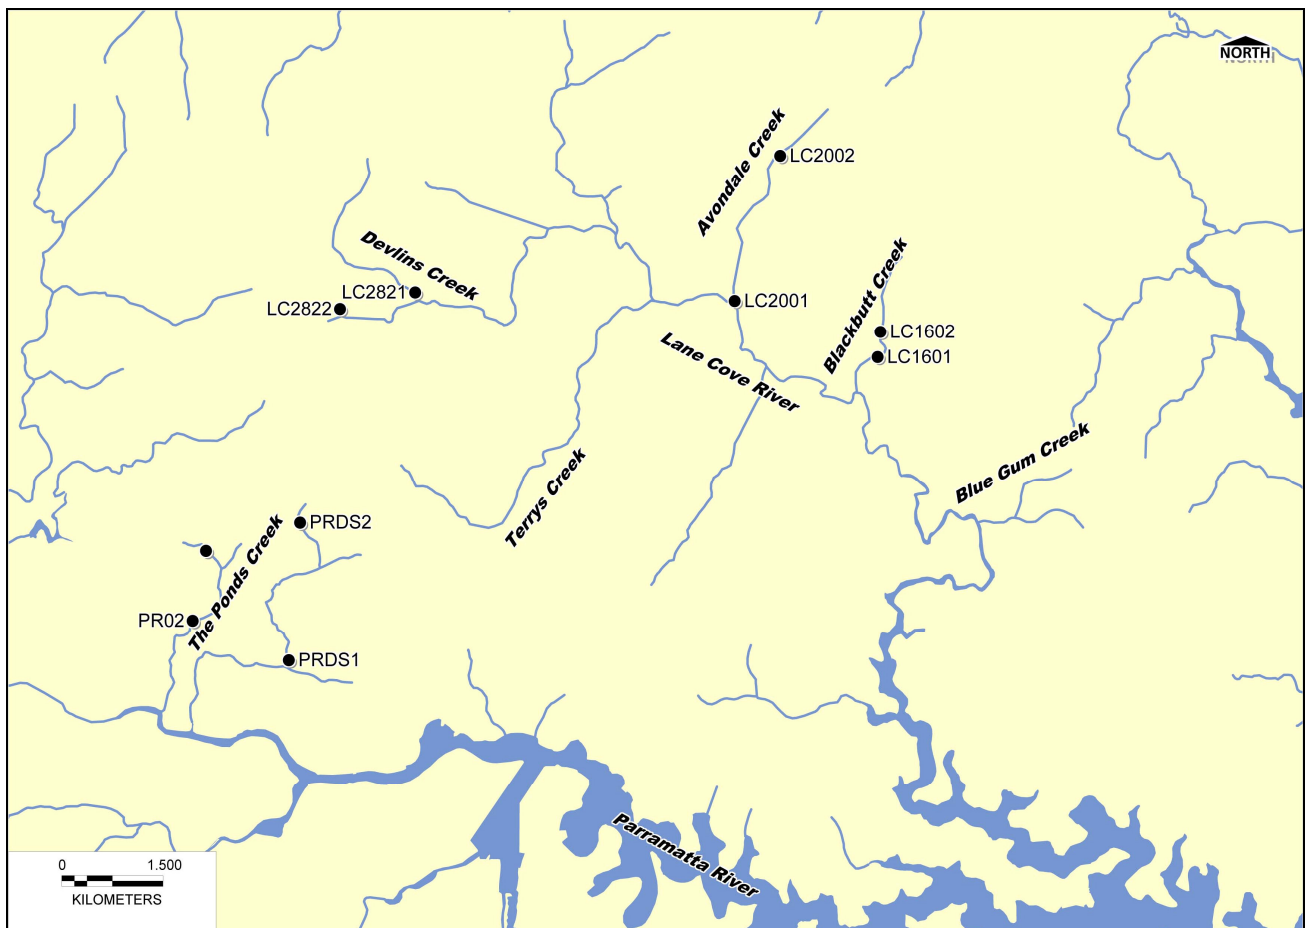 NORTH
Avondale Creek
LC2002
Devlins Creek
Blackbutt Creek
LC2821
LC2822
LC2001
LC1602
LC1601
Lane Cove River
Blue Gum Creek
Terrys Creek
PRDS2
The Ponds Creek
PR02
PRDS1
Parramatta River
0 1.500
KILOMETERS